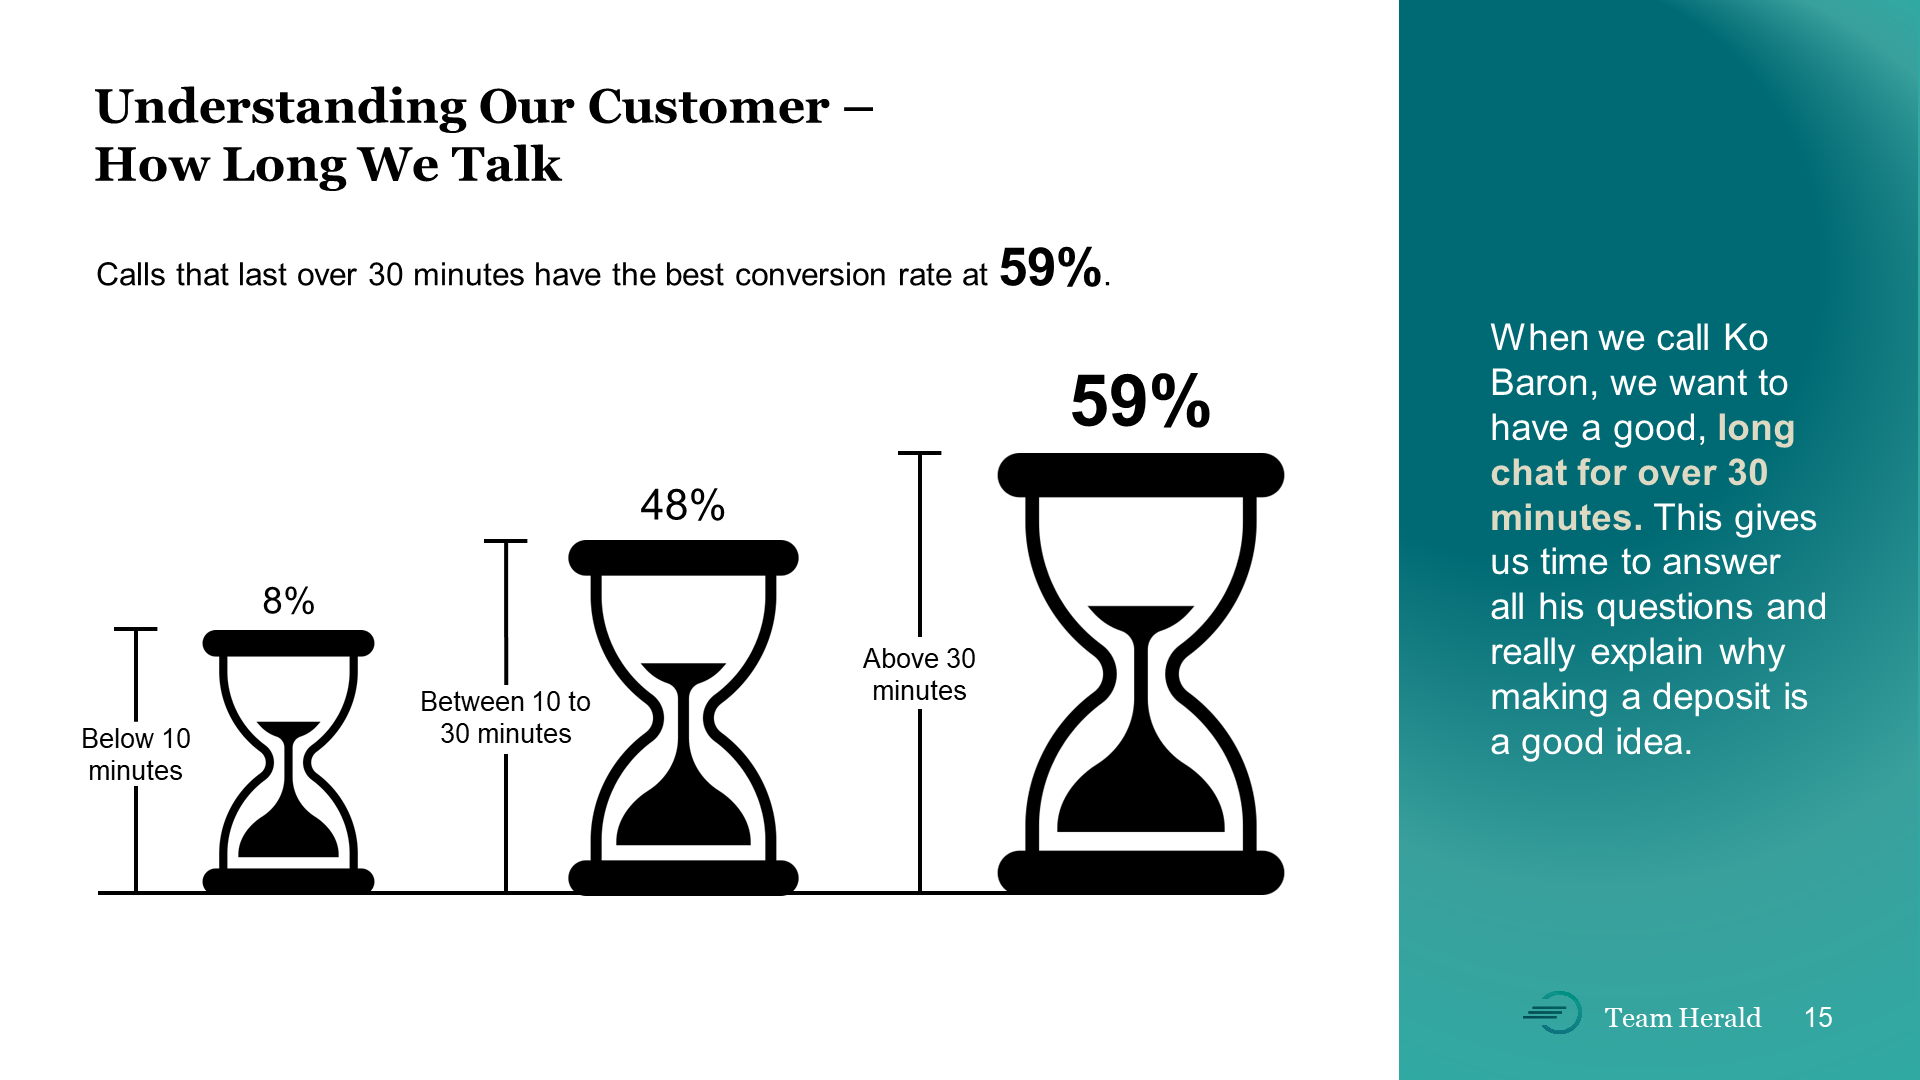 Understanding Our Customer –
How Long We Talk
Calls that last over 30 minutes have the best conversion rate at 59%.
8%
Below 10
minutes
48%
Between 10 to
30 minutes
59%
Above 30
minutes
When we call Ko
Baron, we want to
have a good, long
chat for over 30
minutes. This gives
us time to answer
all his questions and
really explain why
making a deposit is
a good idea.
Team Herald 15